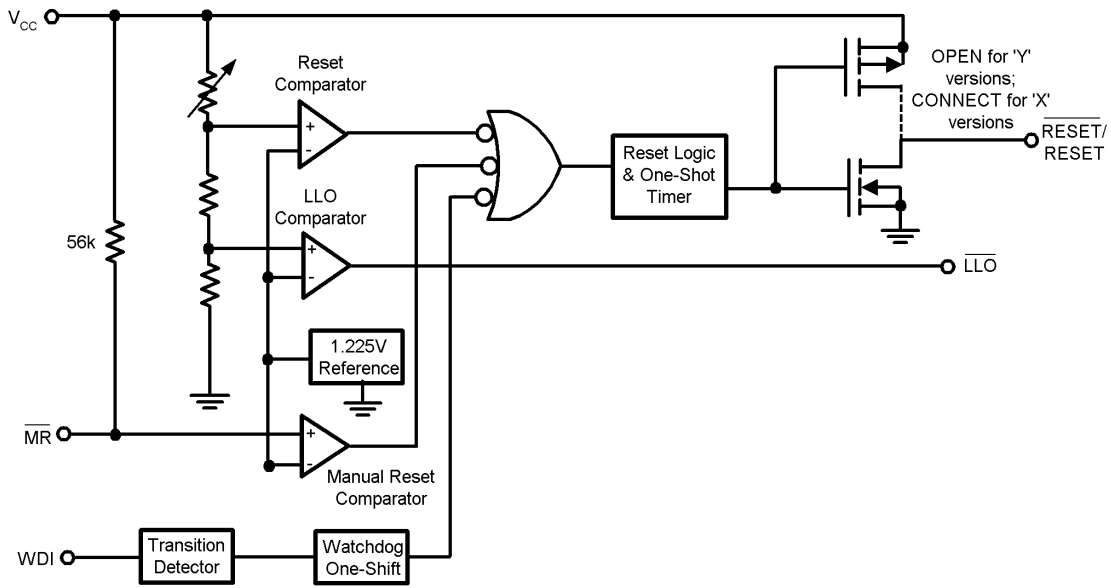 VCC
Reset
Comparator
+
-
OPEN for 'Y'
versions;
CONNECT for 'X'
versions
RESET/
RESET
Reset Logic
& One-Shot
Timer
LLO
Comparator
+
-
56k
LLO
1.225V
Reference
MR
+
-
Manual Reset
Comparator
WDI
Transition
Detector
Watchdog
One-Shift